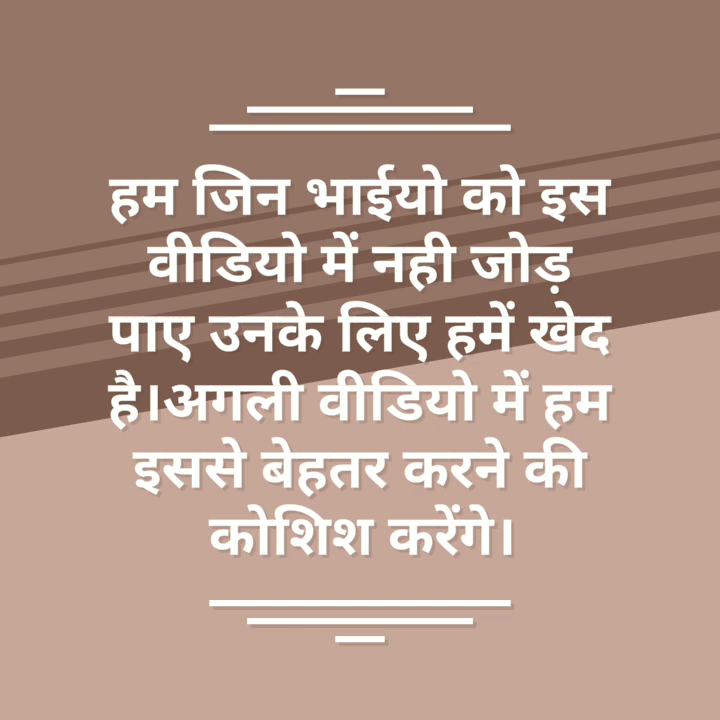 हम जिन भाईयो को इस
वीडियो में नही जोड़
पाए उनके लिए हमें खेद
है।अगली वीडियो में हम
इससे बेहतर करने की
कोशिश करेंगे।